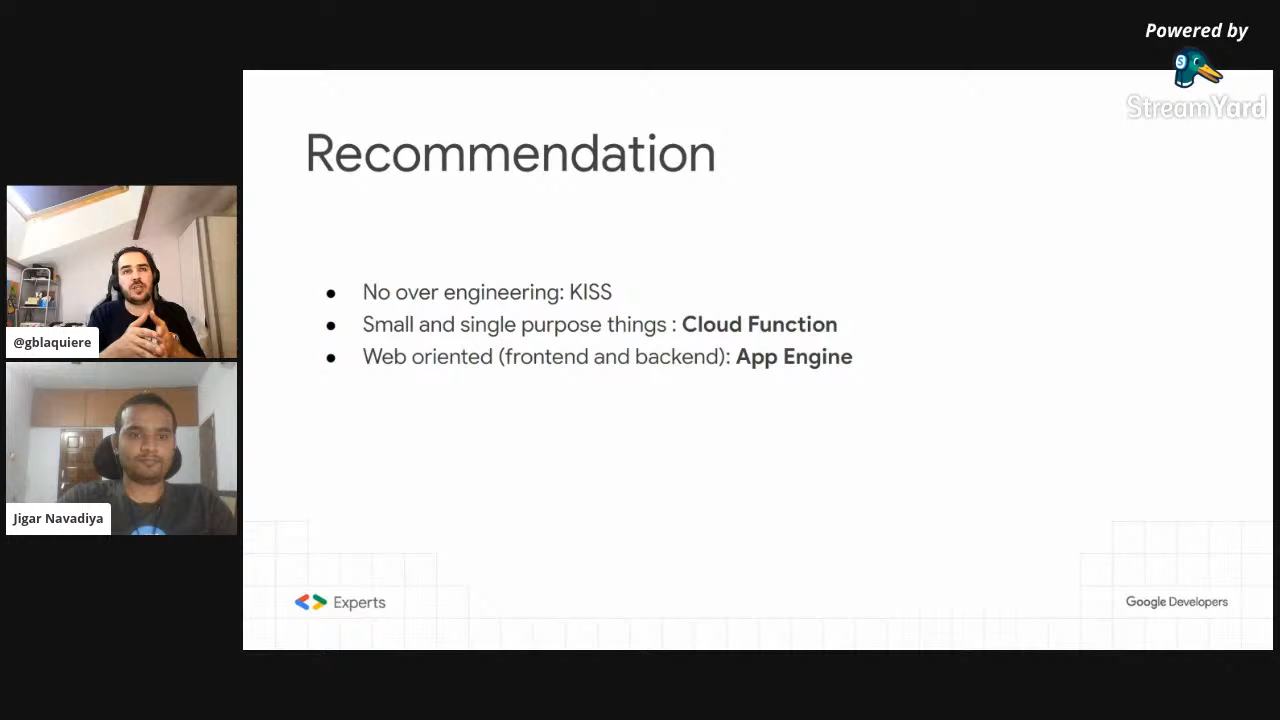 Powered by
StreamYard
Recommendation
● No over engineering: KISS
● Small and single purpose things : Cloud Function
● Web oriented (frontend and backend): App Engine
@gblaquiere
Jigar Navadiya
Experts
Google Developers